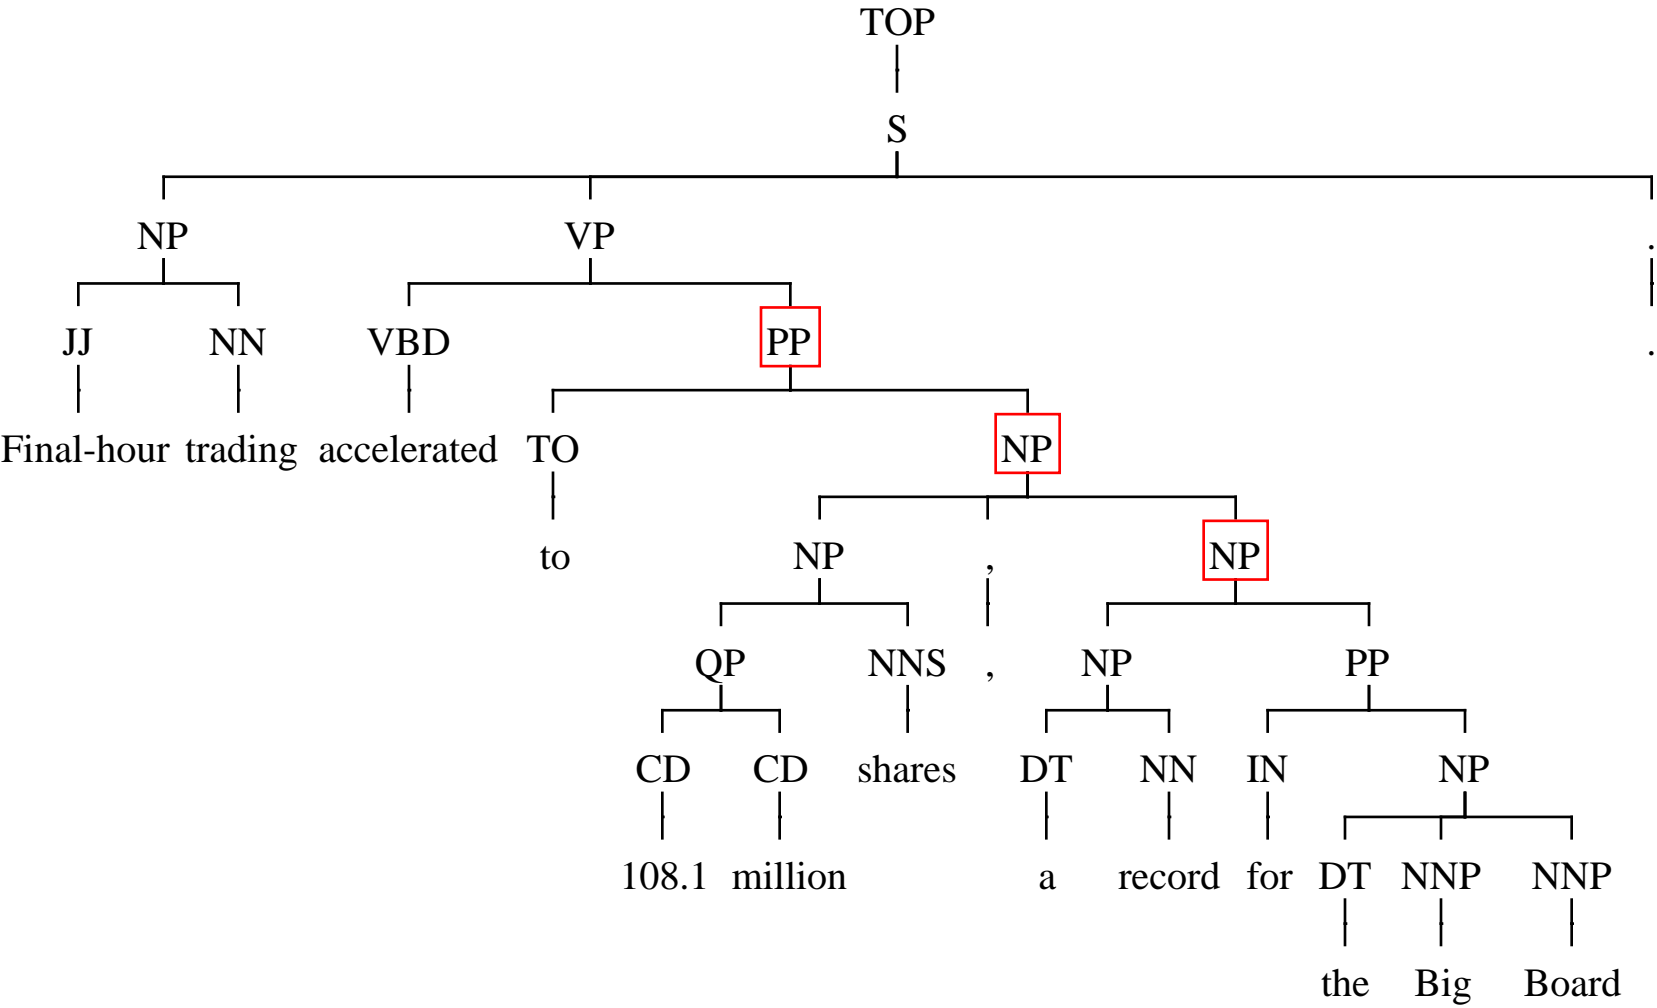 TOP
S
NP VP .
JJ NN VBD PP .
Final-hour trading accelerated TO NP
to NP , NP
QP NNS , NP PP
CD CD shares DT NN IN NP
108.1 million a record for DT NNP NNP
the Big Board